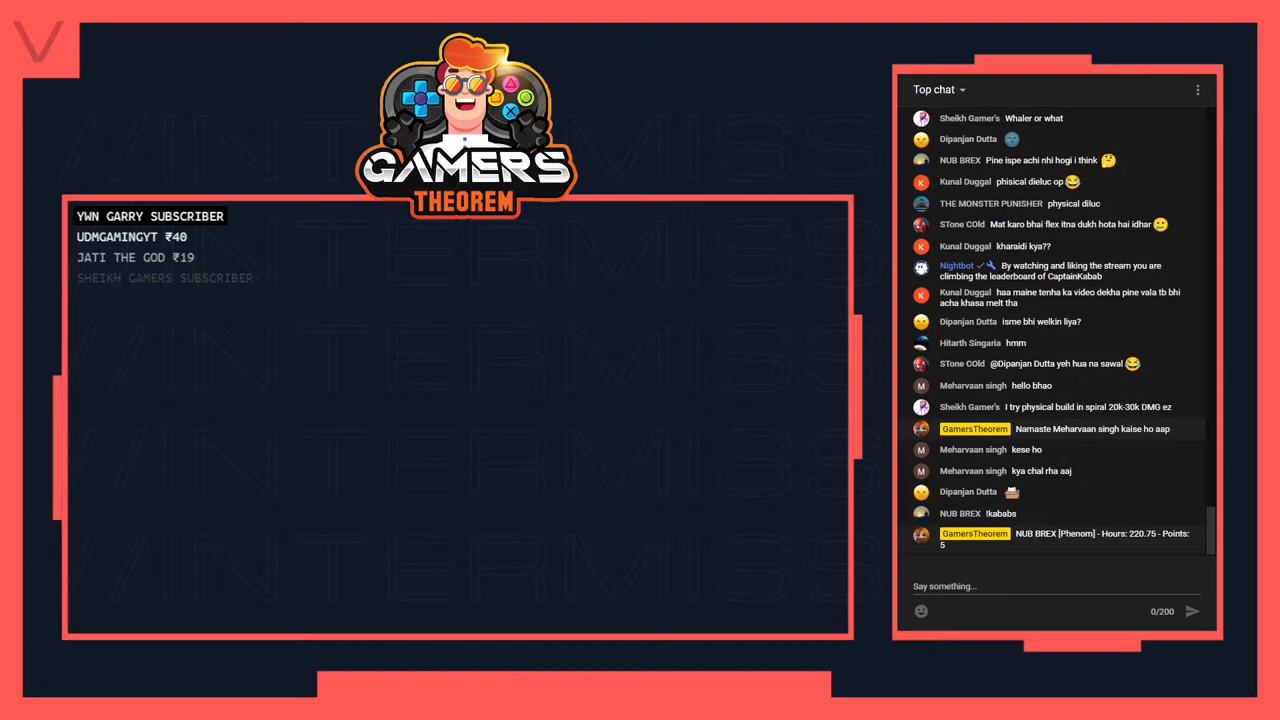 GAMERS
THEOREM
YWN GARRY SUBSCRIBER
UDMGAMINGYT ₹40
JATI THE GOD ₹19
SHEIKH GAMERS SUBSCRIBER
//INTERMISS
//INTERMISS
//INTERMISS
//INTERMISS
//INTERMISS
Top chat
Sheikh Gamer's Whaler or what
Dipanjan Dutta
NUB BREX Pine ispe achi nhi hogi i think 🤔
Kunal Duggal phisical dieluc op 😂
THE MONSTER PUNISHER physical diluc
STone COld Mat karo bhai flex itna dukh hota hai idhar 🥲
Kunal Duggal kharaidi kya??
Nightbot By watching and liking the stream you are
climbing the leaderboard of CaptainKabab
Kunal Duggal haa maine tenha ka video dekha pine vala tb bhi
acha khasa melt tha
Dipanjan Dutta isme bhi welkin liya?
Hitarth Singaria hmm
STone COld @Dipanjan Dutta yeh hua na sawal 😂
M Meharvaan singh hello bhao
Sheikh Gamer's I try physical build in spiral 20k-30k DMG ez
GamersTheorem Namaste Meharvaan singh kaise ho aap
M Meharvaan singh kese ho
M Meharvaan singh kya chal rha aaj
Dipanjan Dutta
NUB BREX !kababs
GamersTheorem NUB BREX [Phenom] - Hours: 220.75 - Points:
5
Say something...
0/200